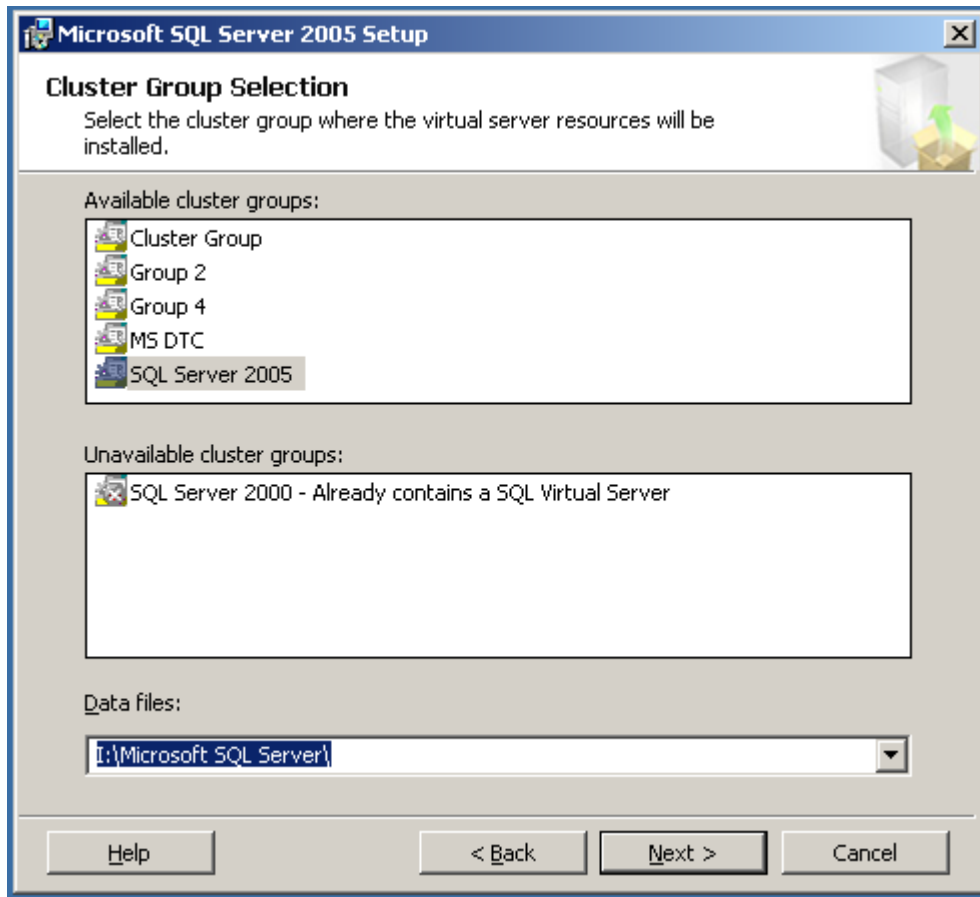 Microsoft SQL Server 2005 Setup
Cluster Group Selection
Select the cluster group where the virtual server resources will be
installed.
Available cluster groups:
Cluster Group
Group 2
Group 4
MS DTC
SQL Server 2005
Unavailable cluster groups:
SQL Server 2000 - Already contains a SQL Virtual Server
Data files:
I:\Microsoft SQL Server\
Help
< Back
Next >
Cancel